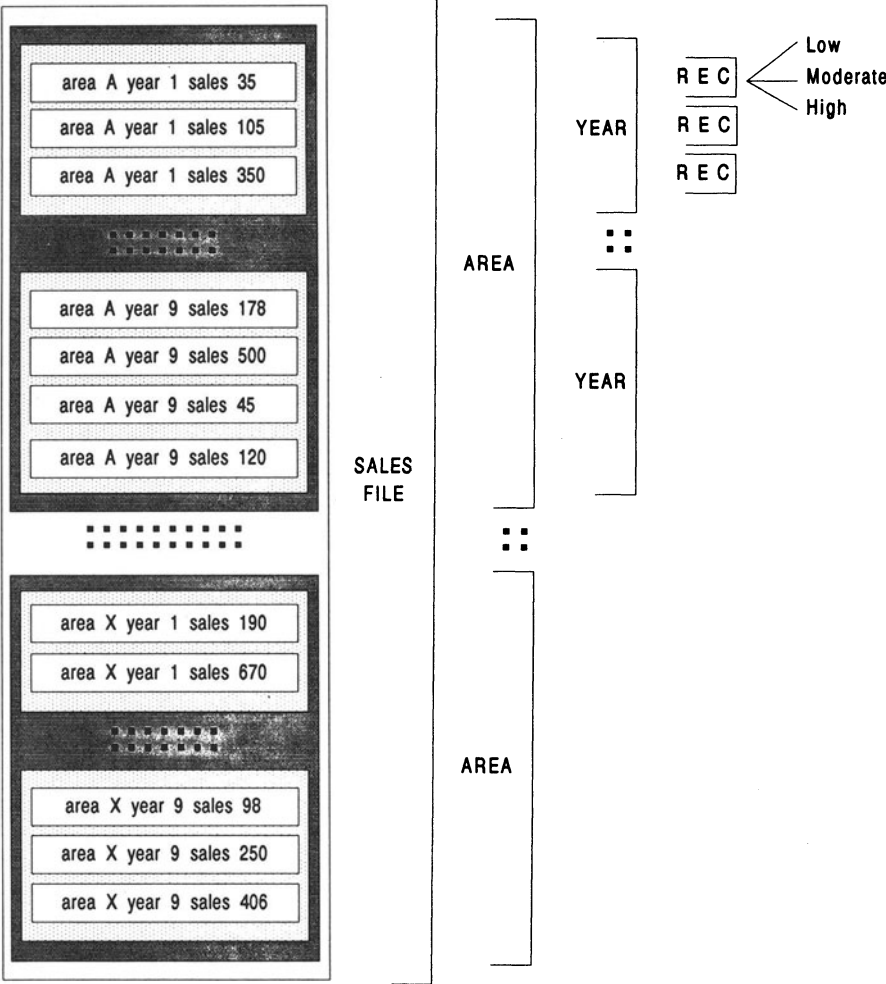 area A year 1 sales 35
area A year 1 sales 105
area A year 1 sales 350
area A year 9 sales 178
area A year 9 sales 500
area A year 9 sales 45
area A year 9 sales 120
area X year 1 sales 190
area X year 1 sales 670
area X year 9 sales 98
area X year 9 sales 250
area X year 9 sales 406
SALES
FILE
AREA
AREA
YEAR
YEAR
REC
REC
REC
Low
Moderate
High